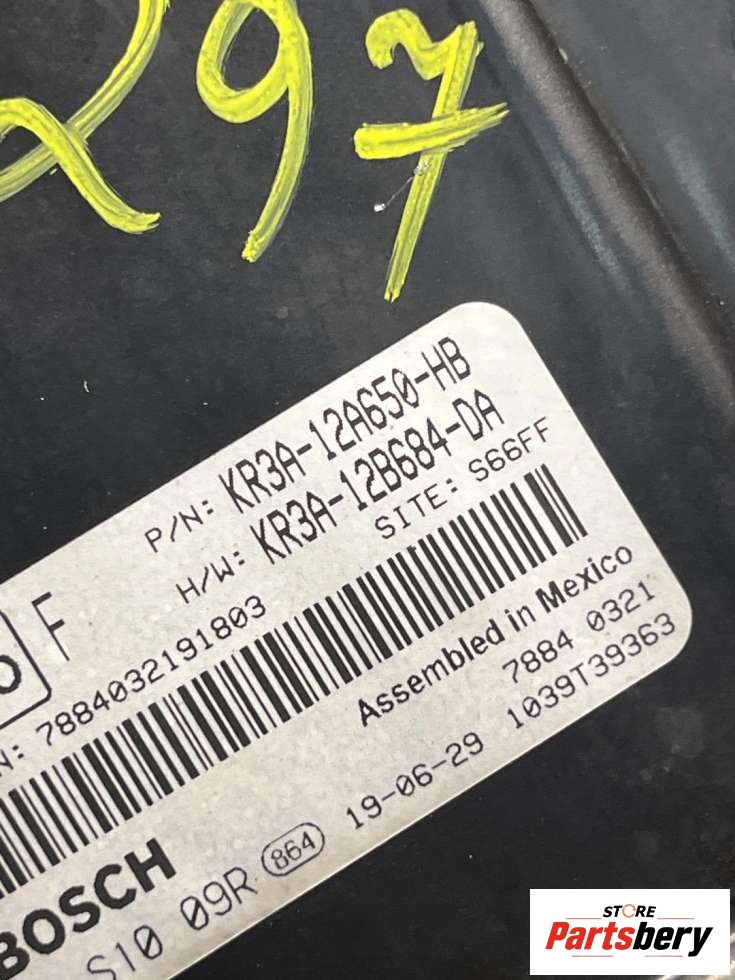 297
P/N: KR3A-12A650-HB
H/W: KR3A-12B684-DA
SITE: S66FF
F
N: 7884032191803
Assembled in Mexico
7884 0321
BOSCH
S10 09R 864 19-06-29 1039T39363
STORE
Partsbery